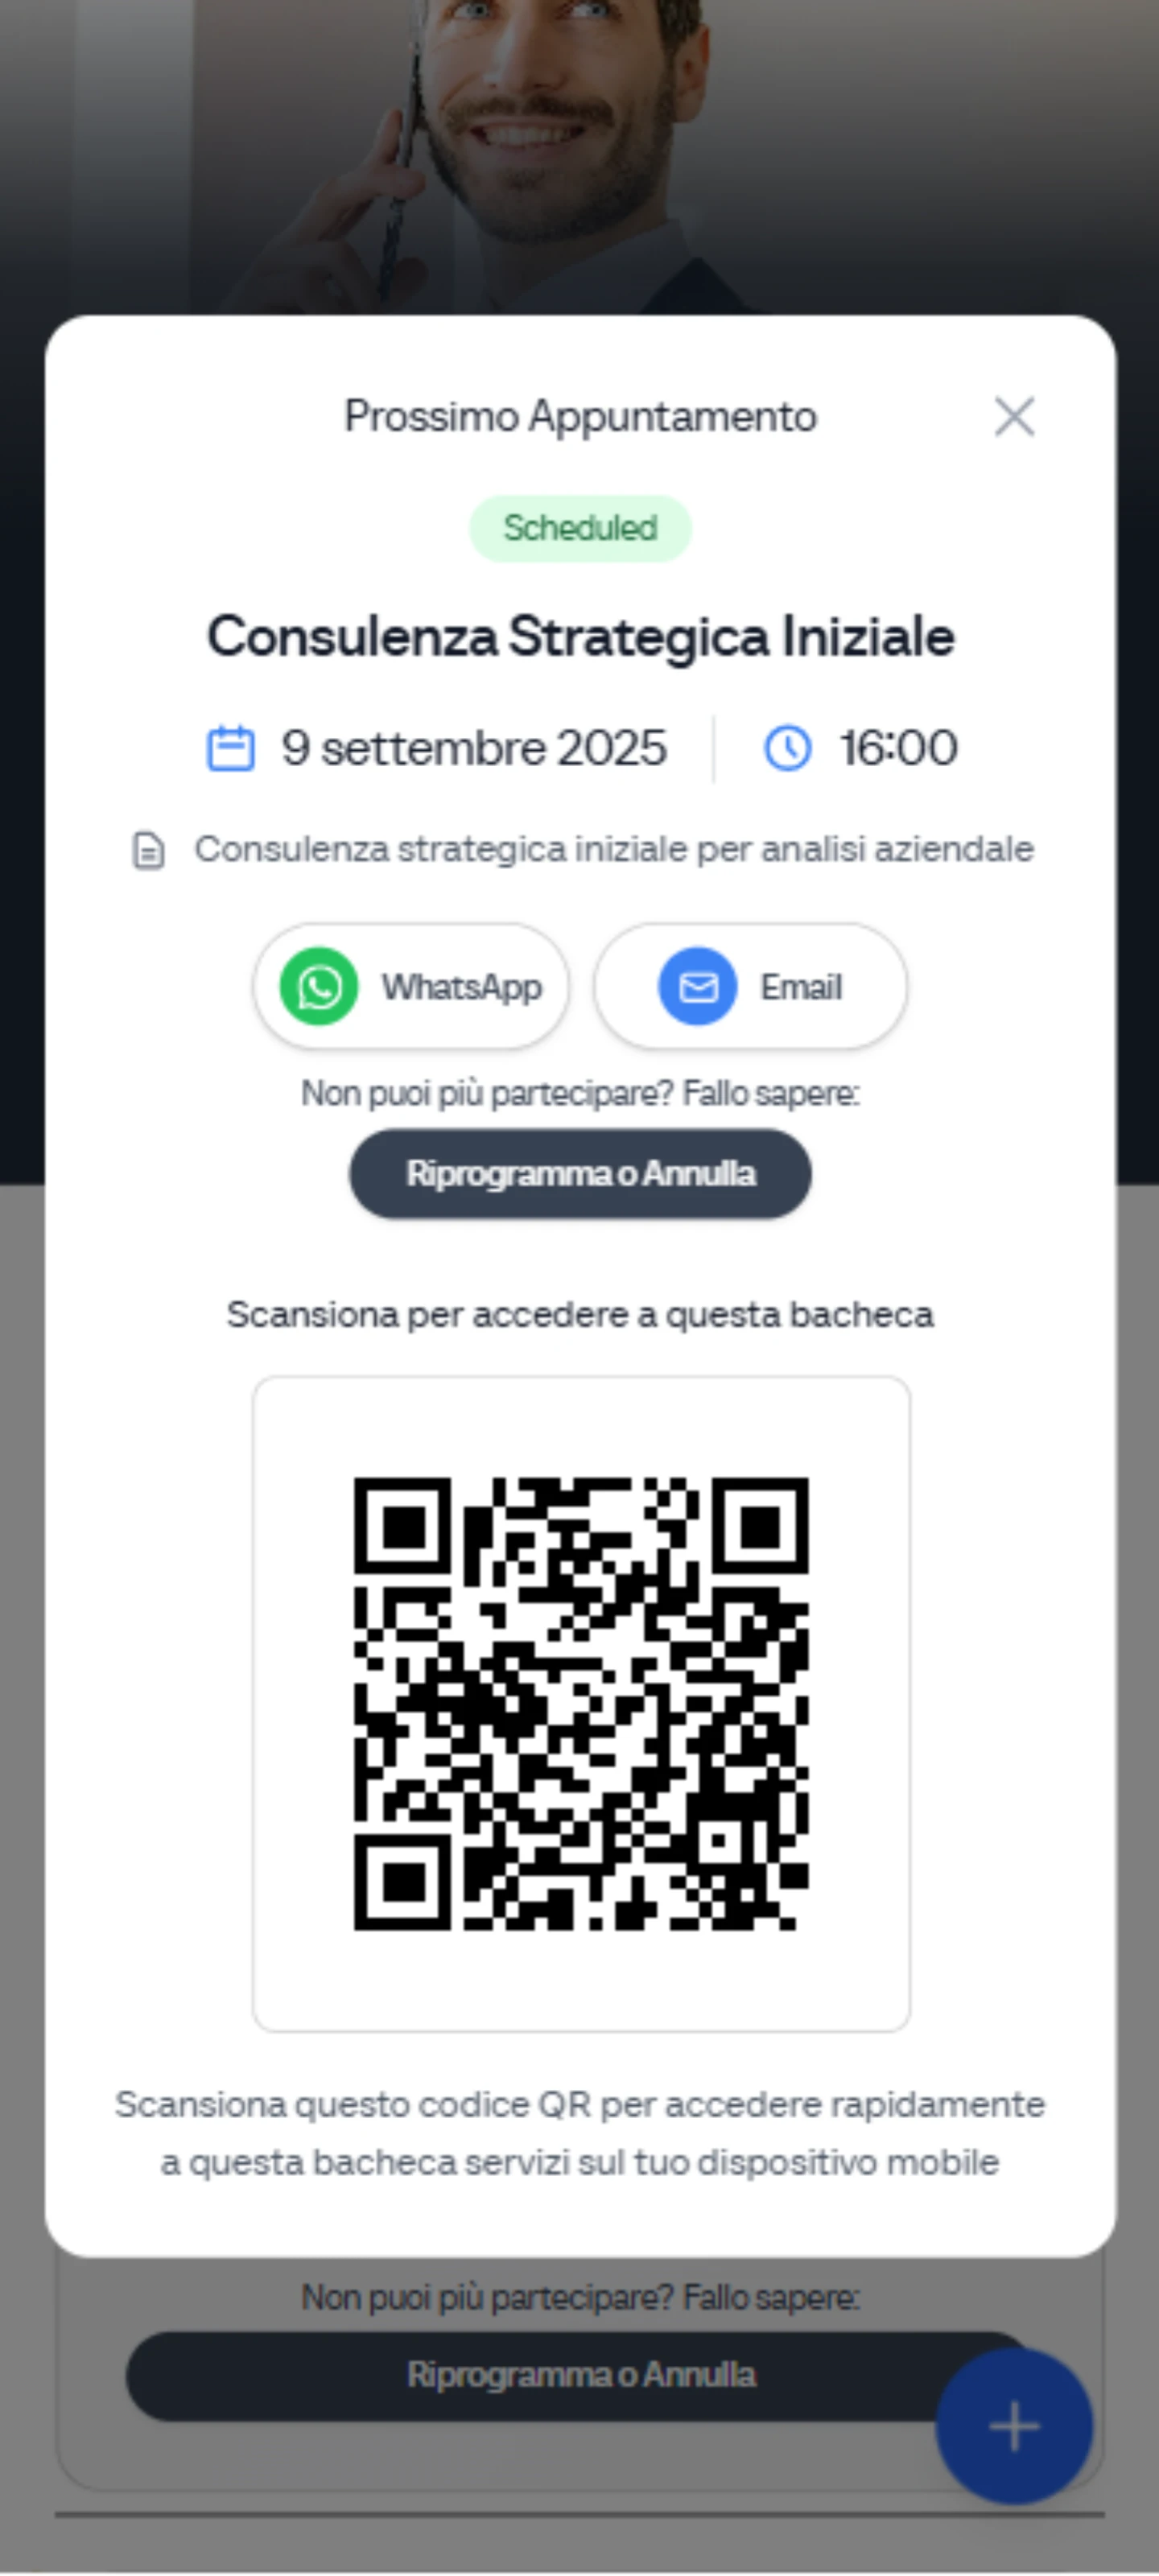 Prossimo Appuntamento
Scheduled
Consulenza Strategica Iniziale
9 settembre 2025 16:00
Consulenza strategica iniziale per analisi aziendale
WhatsApp Email
Non puoi più partecipare? Fallo sapere:
Riprogramma o Annulla
Scansiona per accedere a questa bacheca
Scansiona questo codice QR per accedere rapidamente
a questa bacheca servizi sul tuo dispositivo mobile
Non puoi più partecipare? Fallo sapere:
Riprogramma o Annulla